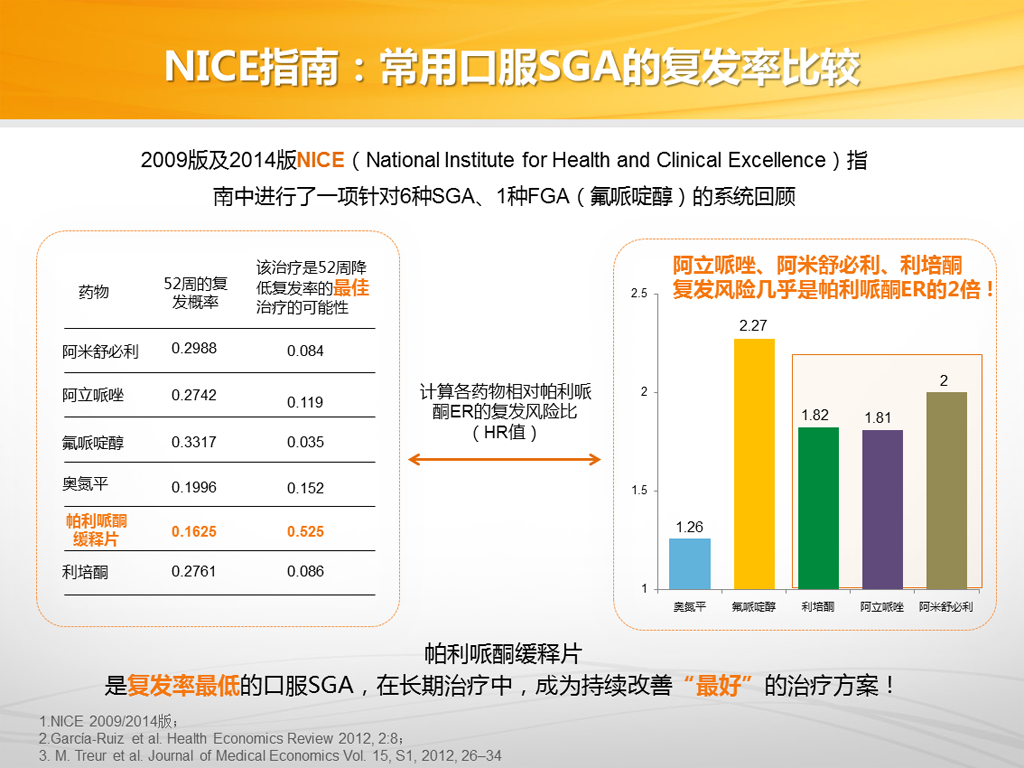 NICE指南：常用口服SGA的复发率比较
2009版及2014版NICE（National Institute for Health and Clinical Excellence）指
南中进行了一项针对6种SGA、1种FGA（氟哌啶醇）的系统回顾
药物
52周的复
发概率
该治疗是52周降
低复发率的最佳
治疗的可能性
阿米舒必利 0.2988 0.084
阿立哌唑 0.2742 0.119
氟哌啶醇 0.3317 0.035
奥氮平 0.1996 0.152
帕利哌酮
缓释片 0.1625 0.525
利培酮 0.2761 0.086
计算各药物相对帕利哌
酮ER的复发风险比
（HR值）
阿立哌唑、阿米舒必利、利培酮
复发风险几乎是帕利哌酮ER的2倍！
2.5
2
1.5
1
1.26
2.27
1.82
1.81
2
奥氮平 氟哌啶醇 利培酮 阿立哌唑 阿米舒必利
帕利哌酮缓释片
是复发率最低的口服SGA，在长期治疗中，成为持续改善“最好”的治疗方案！
1.NICE 2009/2014版；
2.García-Ruiz et al. Health Economics Review 2012, 2:8；
3. M. Treur et al. Journal of Medical Economics Vol. 15, S1, 2012, 26–34